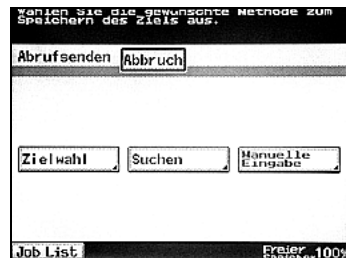 Wählen Sie die gewünschte Methode zum
Speichern des Ziels aus.
Abrufsenden Abbruch
Zielwahl Suchen Manuelle
Eingabe
Job List Freier
Speicher 100%